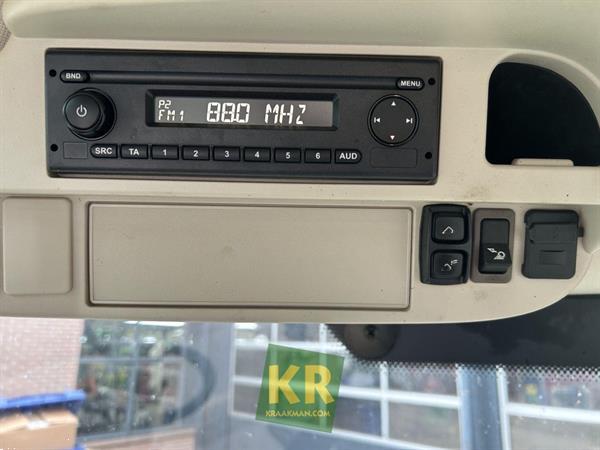 BND
MENU
P2
FM1 88.0 MHZ
SRC TA 1 2 3 4 5 6 AUD
KR
KRAAKMAN.COM